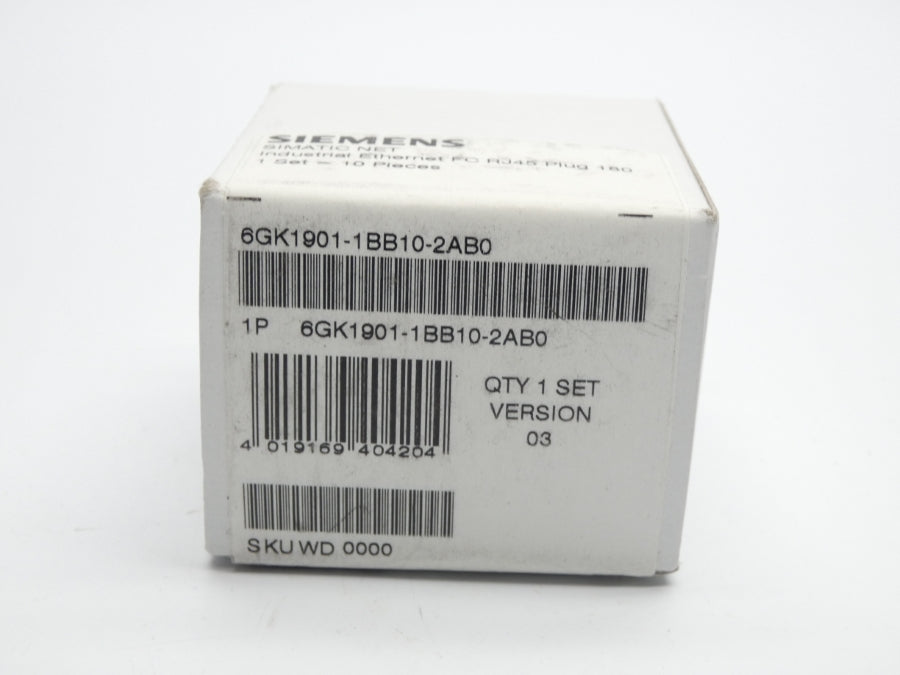 SIEMENS
SIMATIC NET
Industrial Ethernet FC RJ45 Plug 180
1 Set = 10 Pieces
6GK1901-1BB10-2AB0
1P 6GK1901-1BB10-2AB0
QTY 1 SET
VERSION
03
4 019169 404204
SKU WD 0000